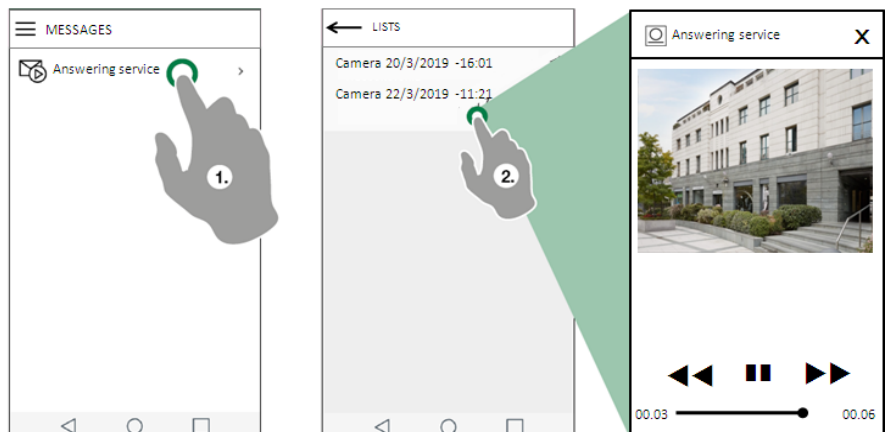 MESSAGES
Answering service
1.
LISTS
Camera 20/3/2019 -16:01
Camera 22/3/2019 -11:21
2.
Answering service X
00.03 00.06